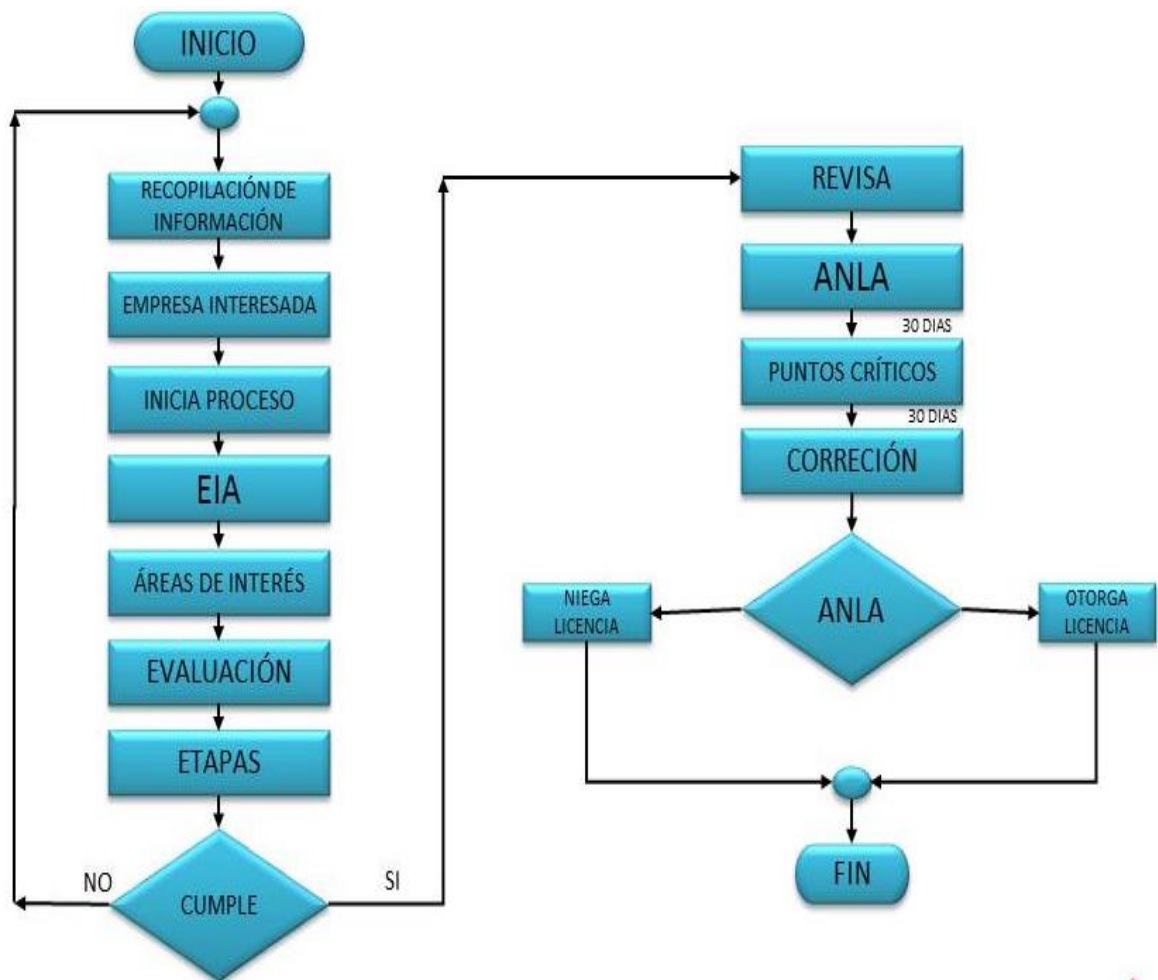 INICIO
RECOPILACIÓN DE
INFORMACIÓN
EMPRESA INTERESADA
INICIA PROCESO
EIA
ÁREAS DE INTERÉS
EVALUACIÓN
ETAPAS
CUMPLE
NO
SI
REVISA
ANLA
30 DIAS
PUNTOS CRÍTICOS
30 DIAS
CORRECIÓN
ANLA
NIEGA
LICENCIA
OTORGA
LICENCIA
FIN